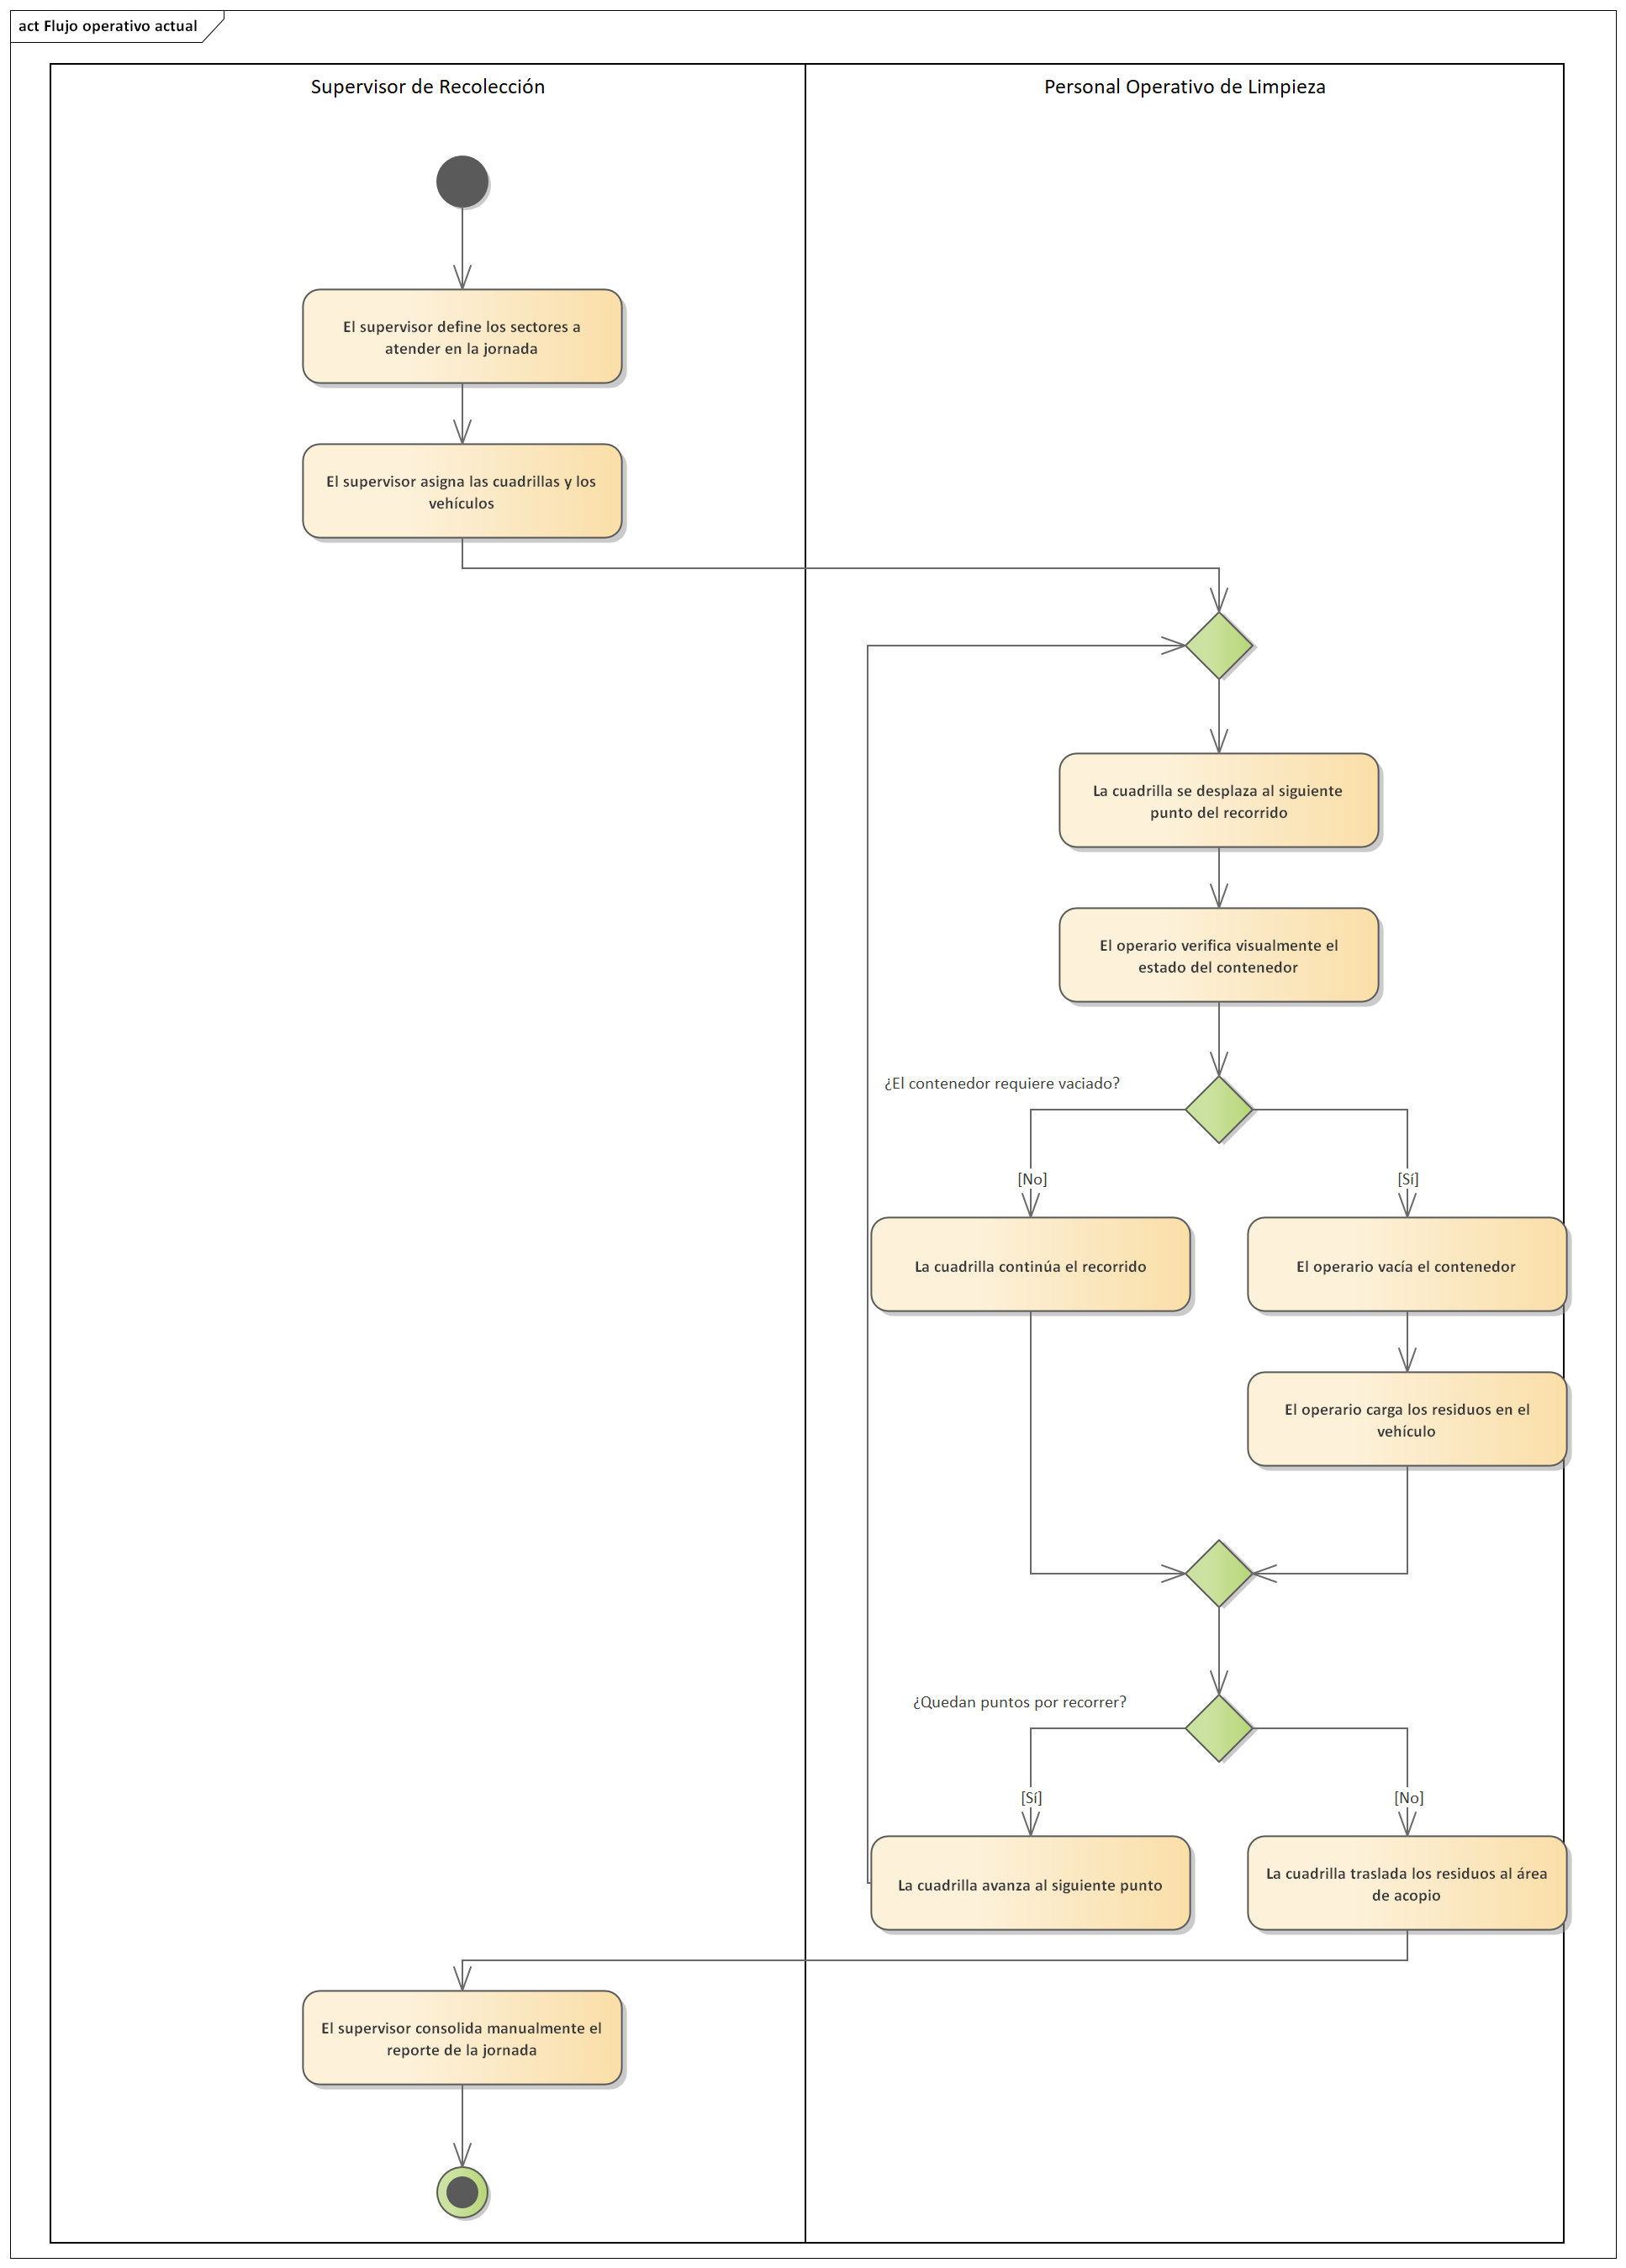 act Flujo operativo actual
Supervisor de Recolección
Personal Operativo de Limpieza
El supervisor define los sectores a
atender en la jornada
El supervisor asigna las cuadrillas y los
vehículos
La cuadrilla se desplaza al siguiente
punto del recorrido
El operario verifica visualmente el
estado del contenedor
¿El contenedor requiere vaciado?
[No]
[Sí]
La cuadrilla continúa el recorrido
El operario vacía el contenedor
El operario carga los residuos en el
vehículo
¿Quedan puntos por recorrer?
[Sí]
[No]
La cuadrilla avanza al siguiente punto
La cuadrilla traslada los residuos al área
de acopio
El supervisor consolida manualmente el
reporte de la jornada